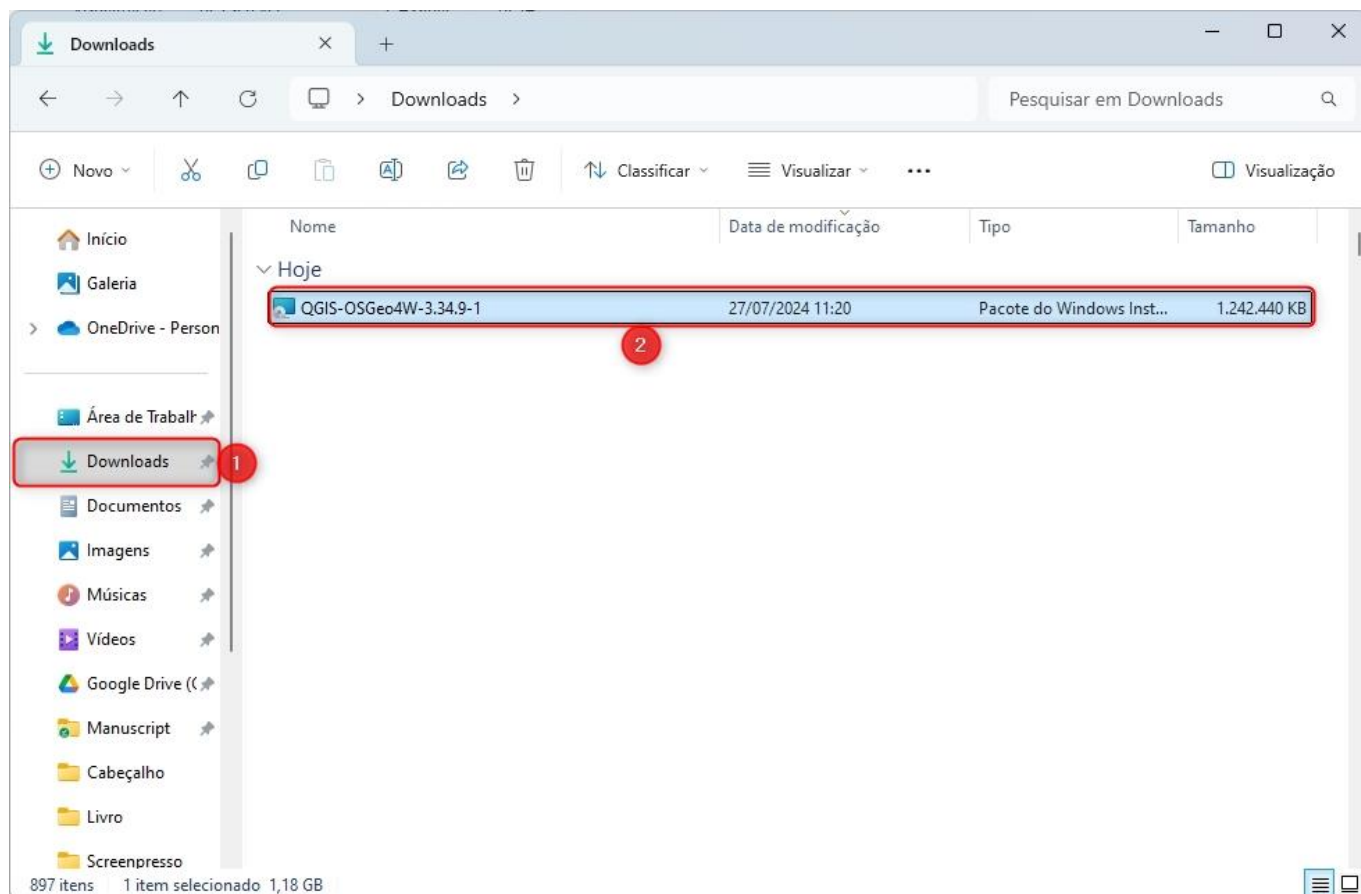 Downloads
Downloads
Pesquisar em Downloads
Novo
Classificar
Visualizar
Visualização
Nome
Data de modificação
Tipo
Tamanho
Hoje
QGIS-OSGeo4W-3.34.9-1
27/07/2024 11:20
Pacote do Windows Inst...
1.242.440 KB
2
Início
Galeria
OneDrive - Person
Área de Trabalh
Downloads
1
Documentos
Imagens
Músicas
Vídeos
Google Drive ((
Manuscript
Cabeçalho
Livro
Screenpresso
897 itens
1 item selecionado 1,18 GB